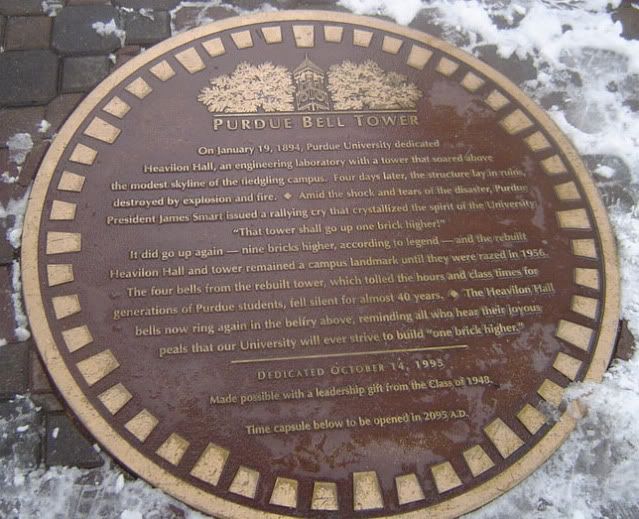 PURDUE BELL TOWER
On January 19, 1894, Purdue University dedicated
Heavilon Hall, an engineering laboratory with a tower that soared above
the modest skyline of the fledgling campus. Four days later, the structure lay in ruins,
destroyed by explosion and fire. ◆ Amid the shock and tears of the disaster, Purdue
President James Smart issued a rallying cry that crystallized the spirit of the University:
"That tower shall go up one brick higher!"
It did go up again — nine bricks higher, according to legend — and the rebuilt
Heavilon Hall and tower remained a campus landmark until they were razed in 1956.
The four bells from the rebuilt tower, which tolled the hours and class times for
generations of Purdue students, fell silent for almost 40 years. ◆ The Heavilon Hall
bells now ring again in the belfry above, reminding all who hear their joyous
peals that our University will ever strive to build "one brick higher."
DEDICATED OCTOBER 14, 1995
Made possible with a leadership gift from the Class of 1948.
Time capsule below to be opened in 2095 A.D.